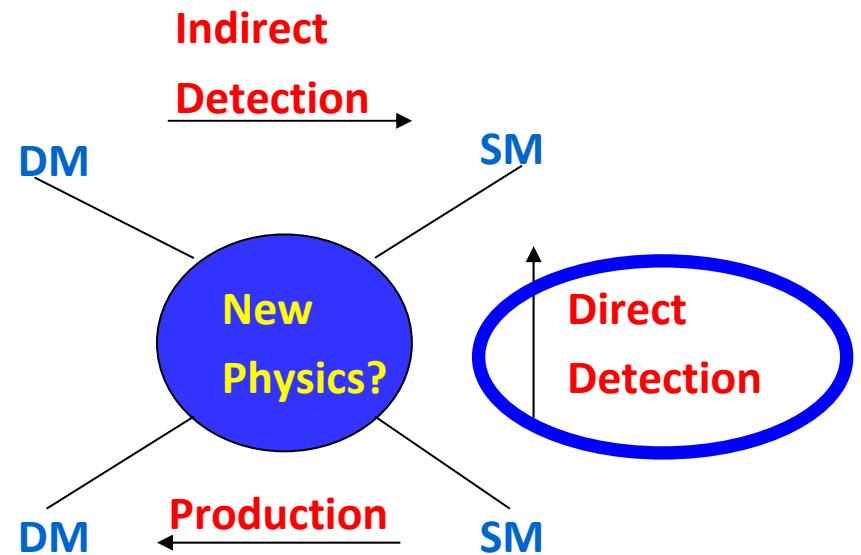 Indirect
Detection
DM
SM
New
Physics?
Direct
Detection
Production
DM
SM